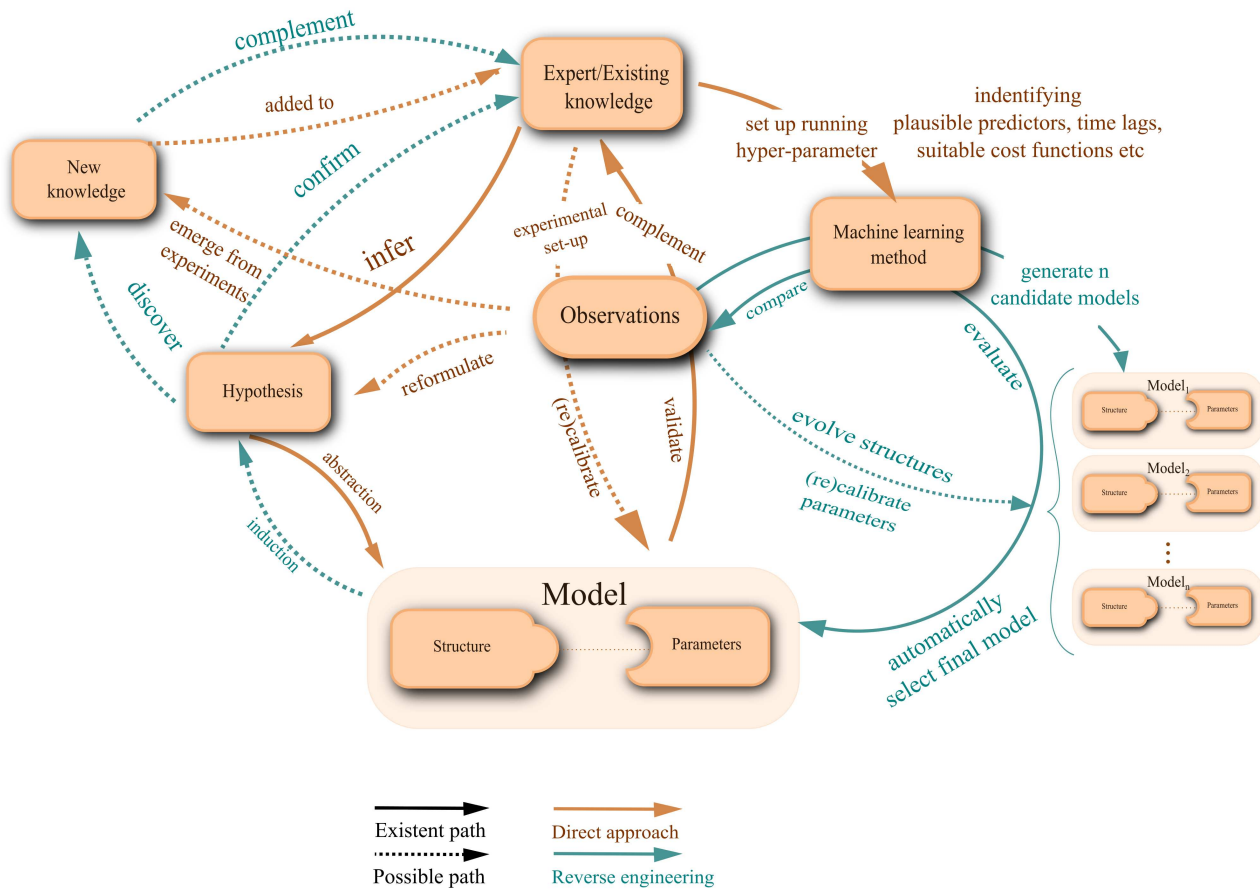 complement
added to
Expert/Existing
knowledge
New
knowledge
confirm
set up running
hyper-parameter
indentifying
plausible predictors, time lags,
suitable cost functions etc
emerge from
experiments
infer
experimental
set-up
complement
Machine learning
method
discover
Observations
compare
generate n
candidate models
evaluate
Hypothesis
reformulate
(re)calibrate
validate
evolve structures
(re)calibrate
parameters
Model1
Structure
Parameters
Model2
Structure
Parameters
Modeln
Structure
Parameters
abstraction
induction
Model
Structure
Parameters
automatically
select final model
Existent path
Direct approach
Possible path
Reverse engineering